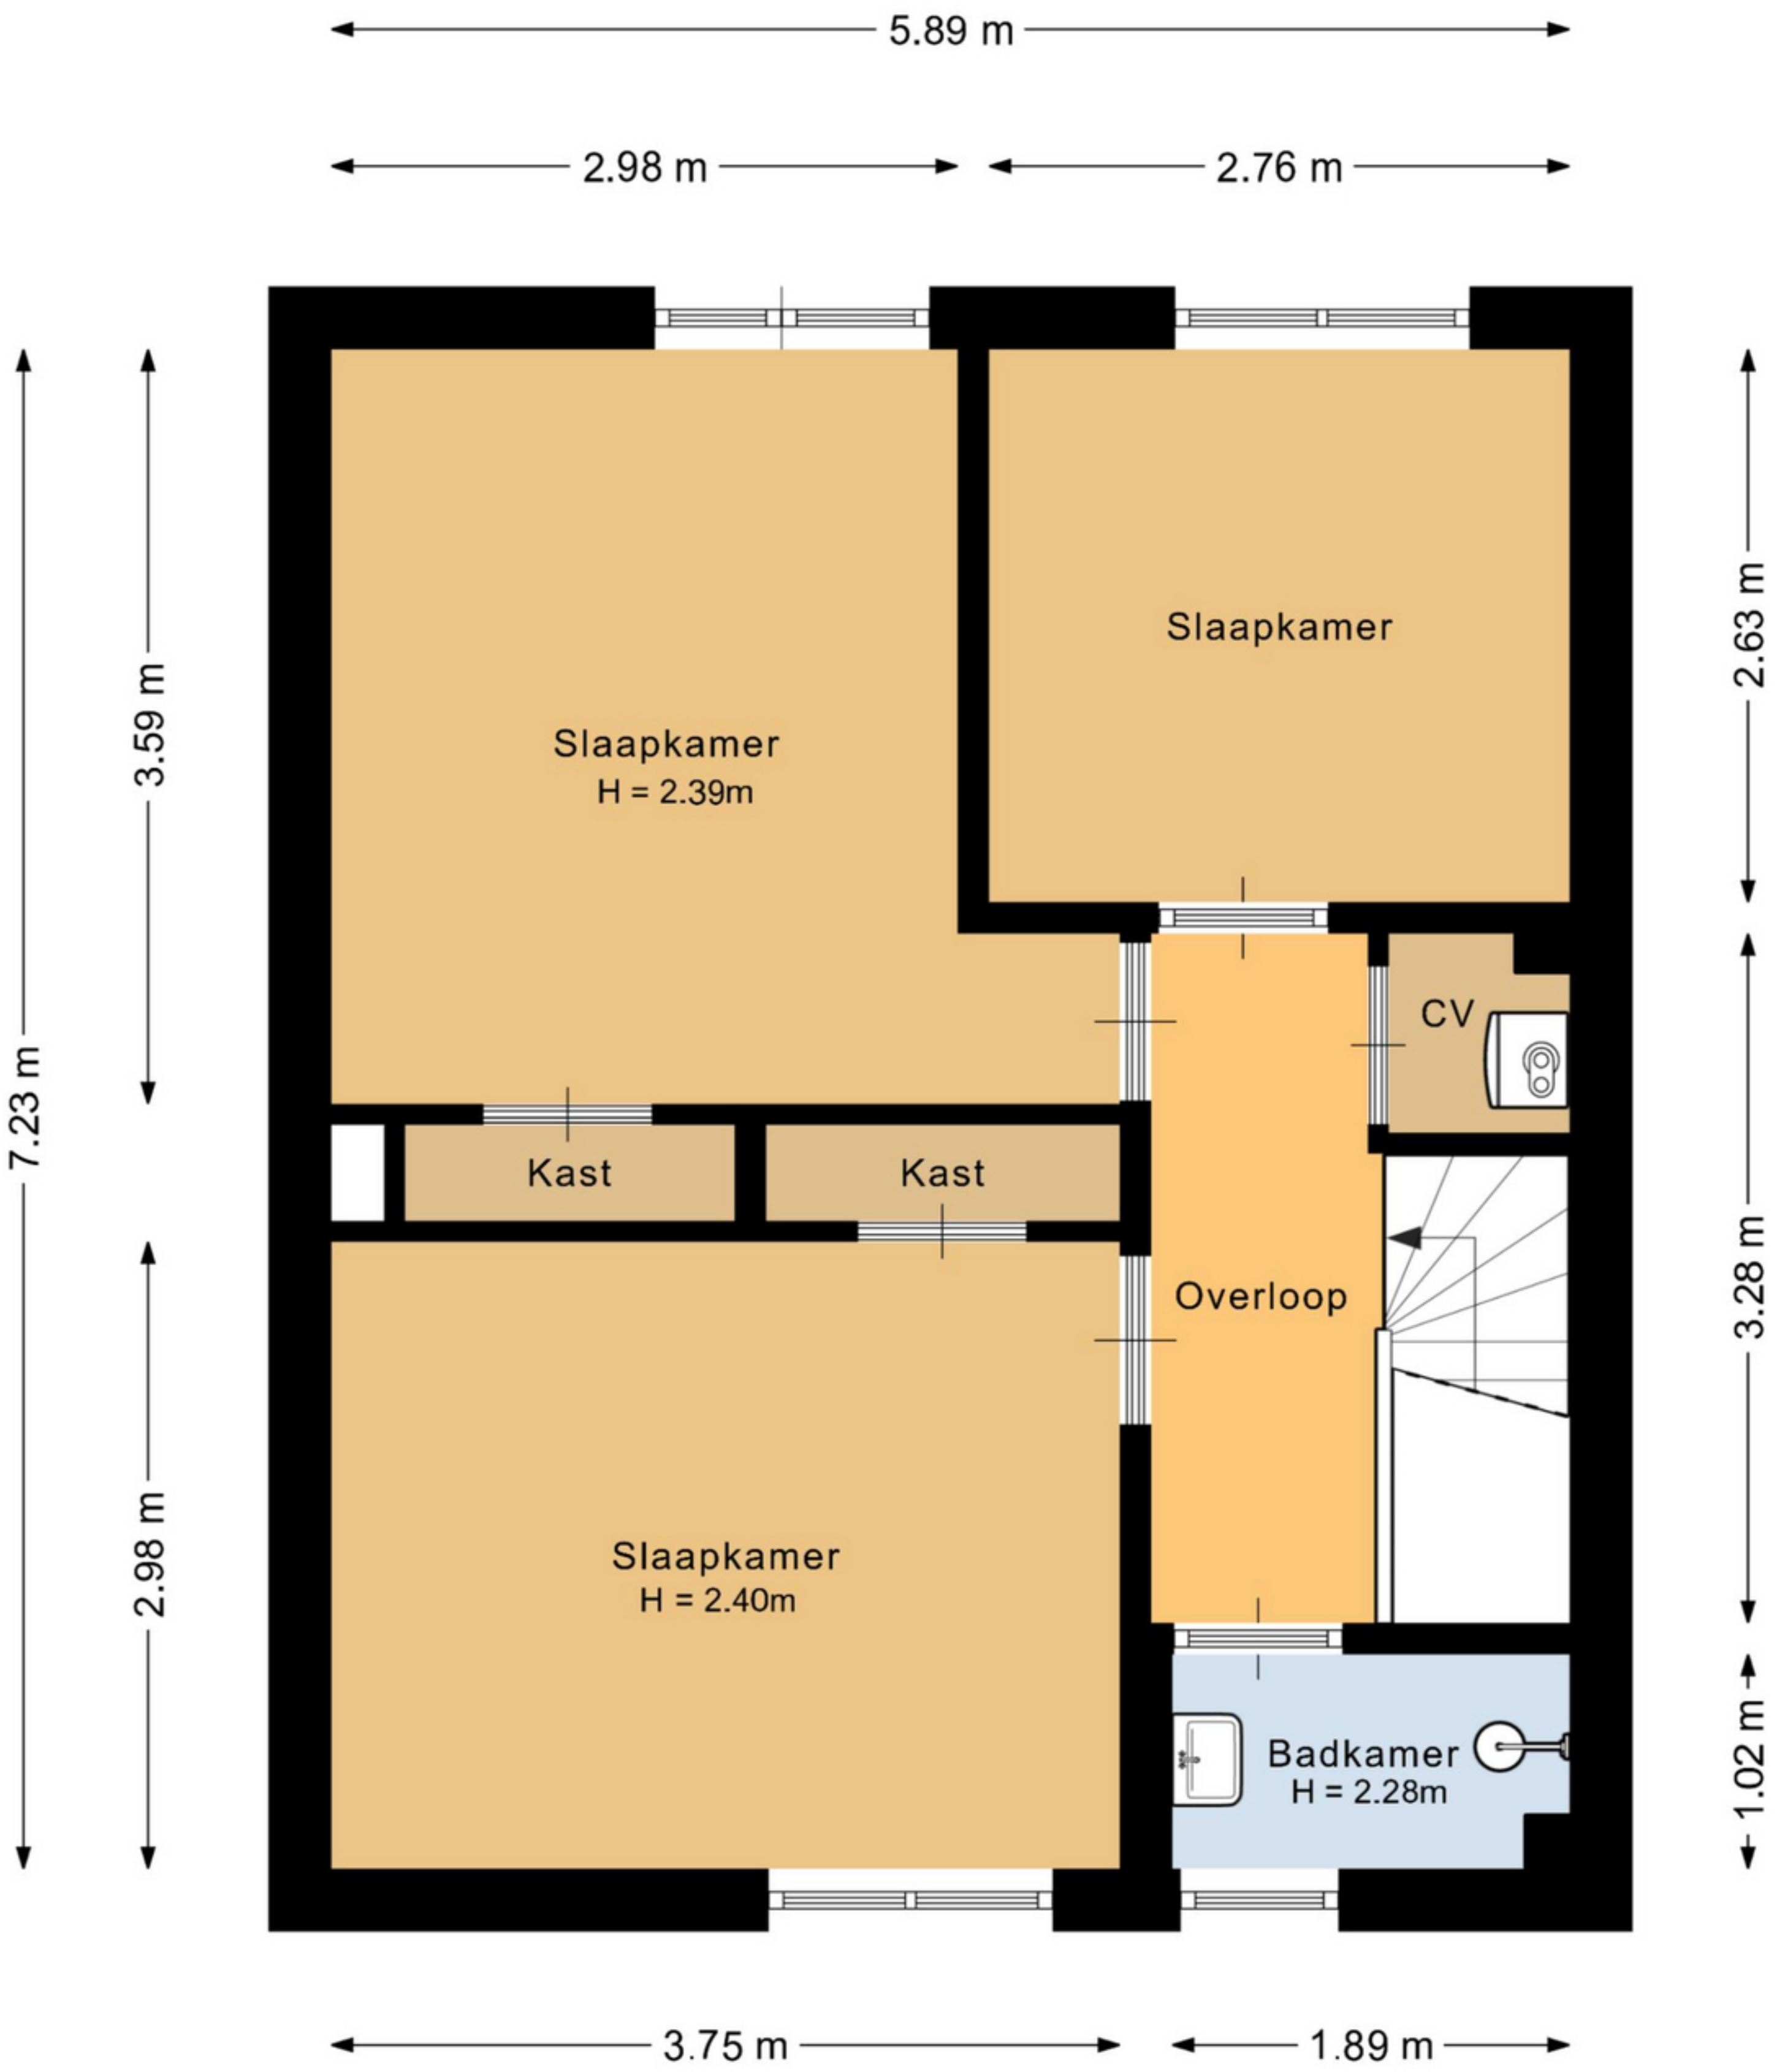 5.89 m
2.98 m
2.76 m
7.23 m
3.59 m
2.63 m
Slaapkamer
Slaapkamer
H = 2.39m
CV
Kast
Kast
Overloop
3.28 m
2.98 m
Slaapkamer
H = 2.40m
Badkamer
H = 2.28m
1.02 m
3.75 m
1.89 m